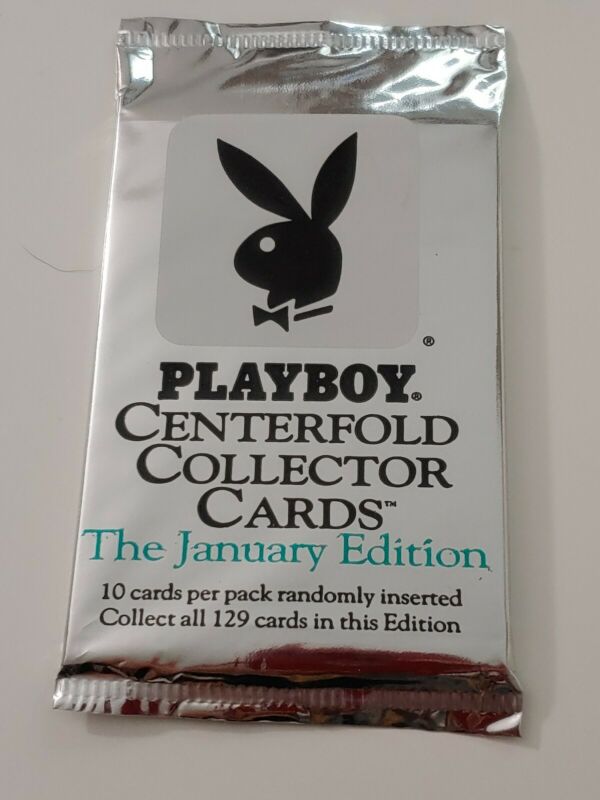 ®
PLAYBOY®
CENTERFOLD
COLLECTOR
CARDS™
The January Edition
10 cards per pack randomly inserted
Collect all 129 cards in this Edition